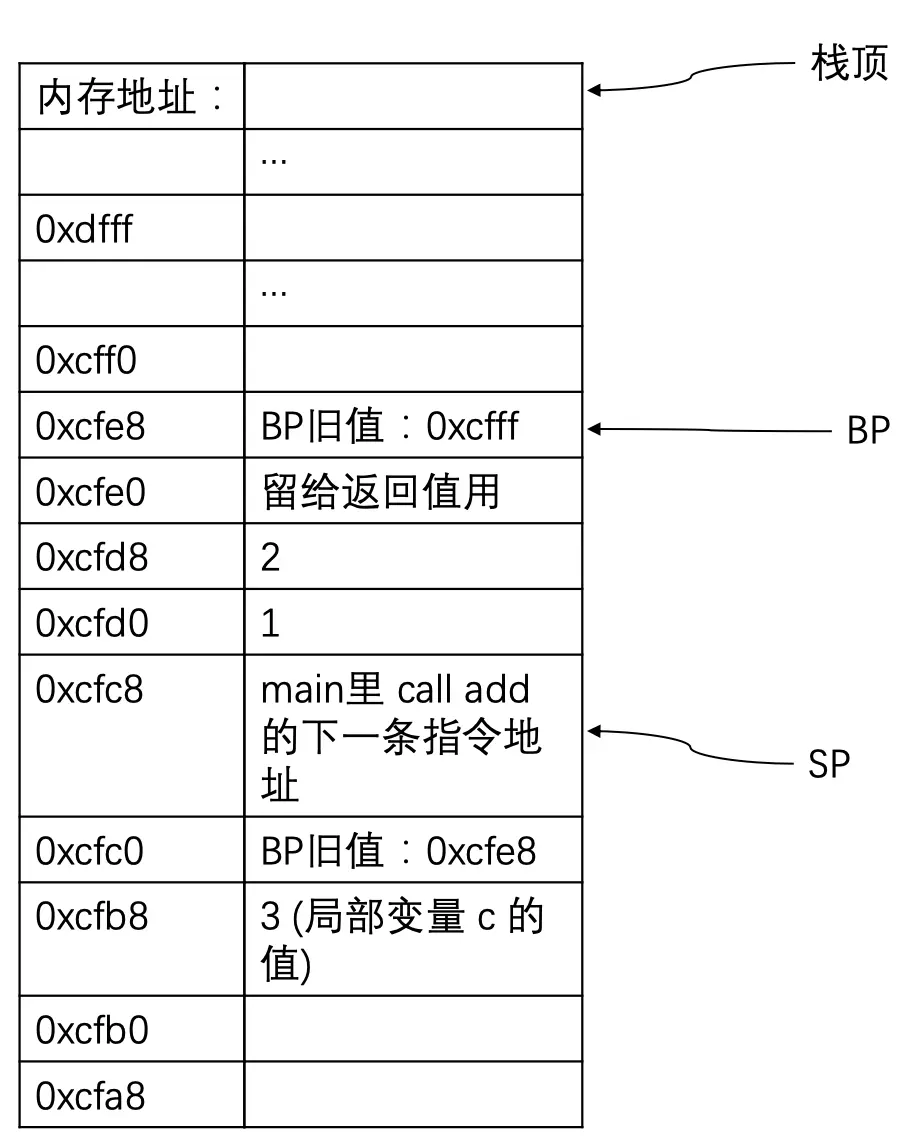 栈顶
内存地址：
...
0xdfff
...
0xcff0
0xcfe8 BP旧值：0xcfff BP
0xcfe0 留给返回值用
0xcfd8 2
0xcfd0 1
0xcfc8 main里 call add
的下一条指令地
址
SP
0xcfc0 BP旧值：0xcfe8
0xcfb8 3 (局部变量 c 的
值)
0xcfb0
0xcfa8